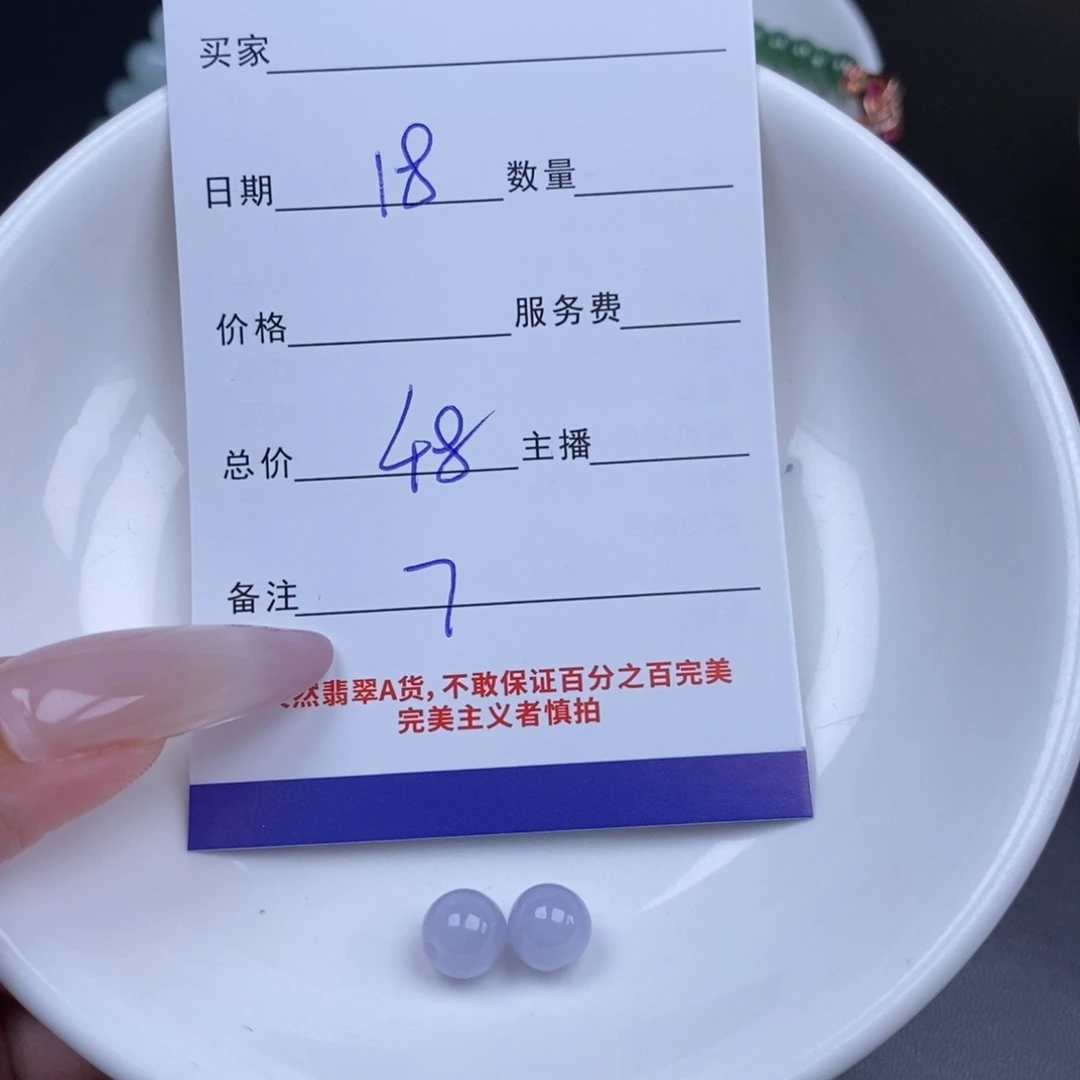 买家
日期 18 数量
价格 服务费
总价 48 主播
备注 7
然翡翠A货，不敢保证百分之百完美
完美主义者慎拍